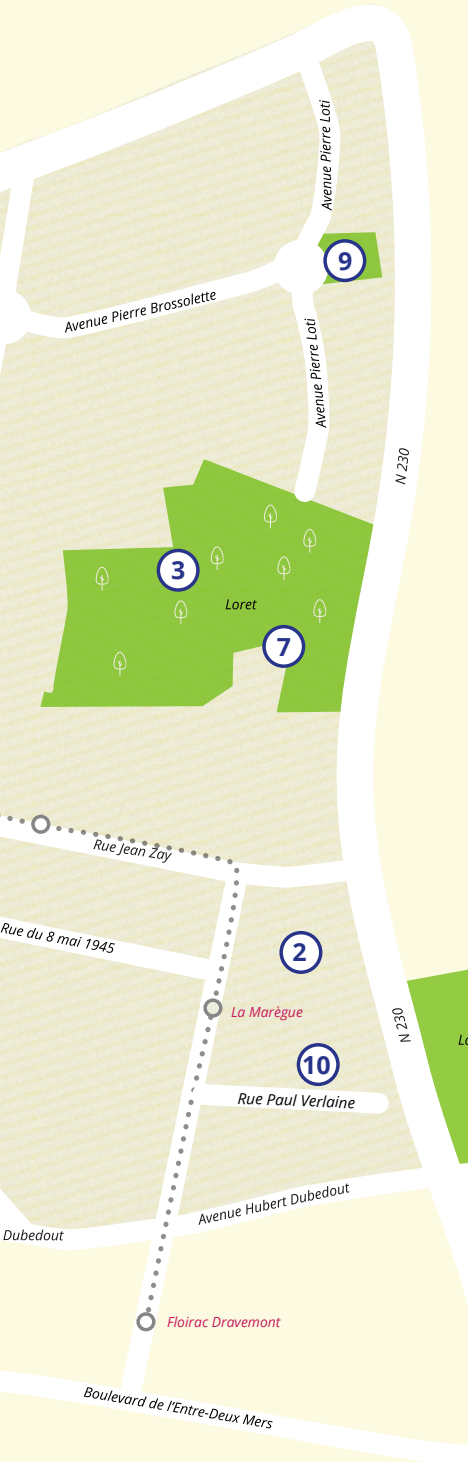 Avenue Pierre Loti
9
Avenue Pierre Brossolette
Avenue Pierre Loti
N 230
3
Loret
7
Rue Jean Zay
Rue du 8 mai 1945
2
La Marègue
N 230
10
Rue Paul Verlaine
Avenue Hubert Dubedout
Dubedout
Floirac Dravemont
Boulevard de l'Entre-Deux Mers